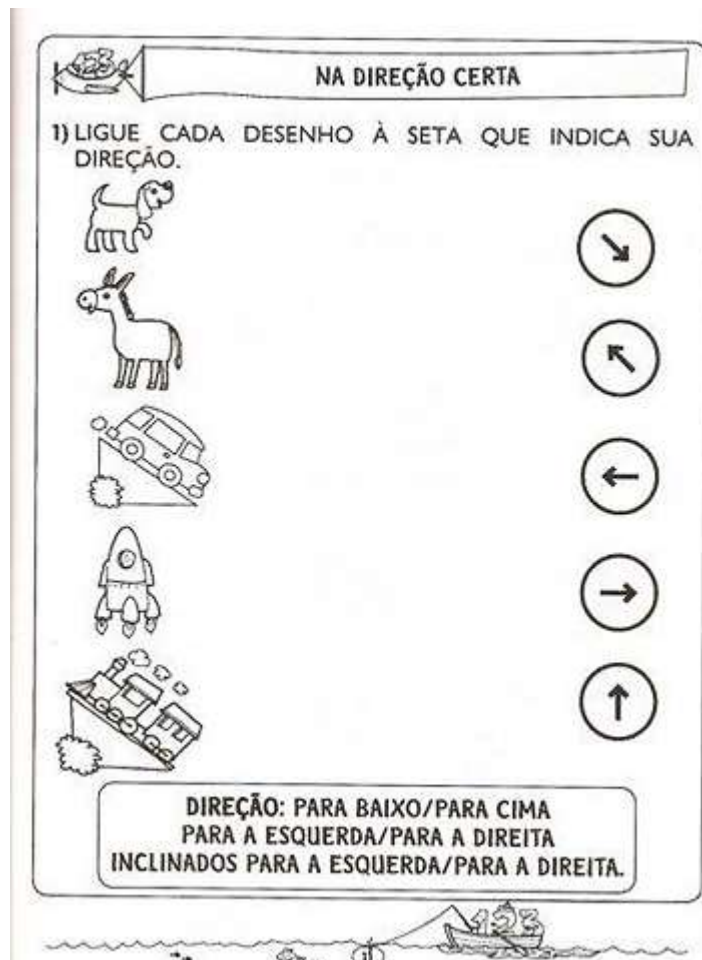 NA DIREÇÃO CERTA
1) LIGUE CADA DESENHO À SETA QUE INDICA SUA
DIREÇÃO.
DIREÇÃO: PARA BAIXO/PARA CIMA
PARA A ESQUERDA/PARA A DIREITA
INCLINADOS PARA A ESQUERDA/PARA A DIREITA.
123